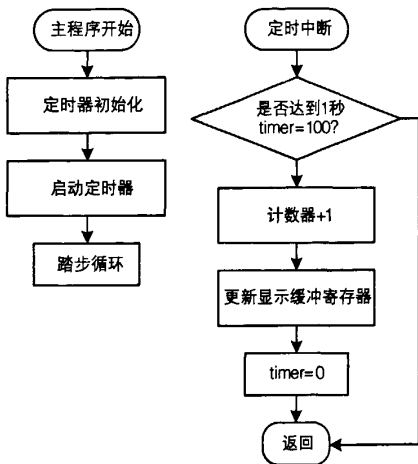 主程序开始
定时器初始化
启动定时器
踏步循环
定时中断
是否达到1秒
timer=100?
计数器+1
更新显示缓冲寄存器
timer=0
返回